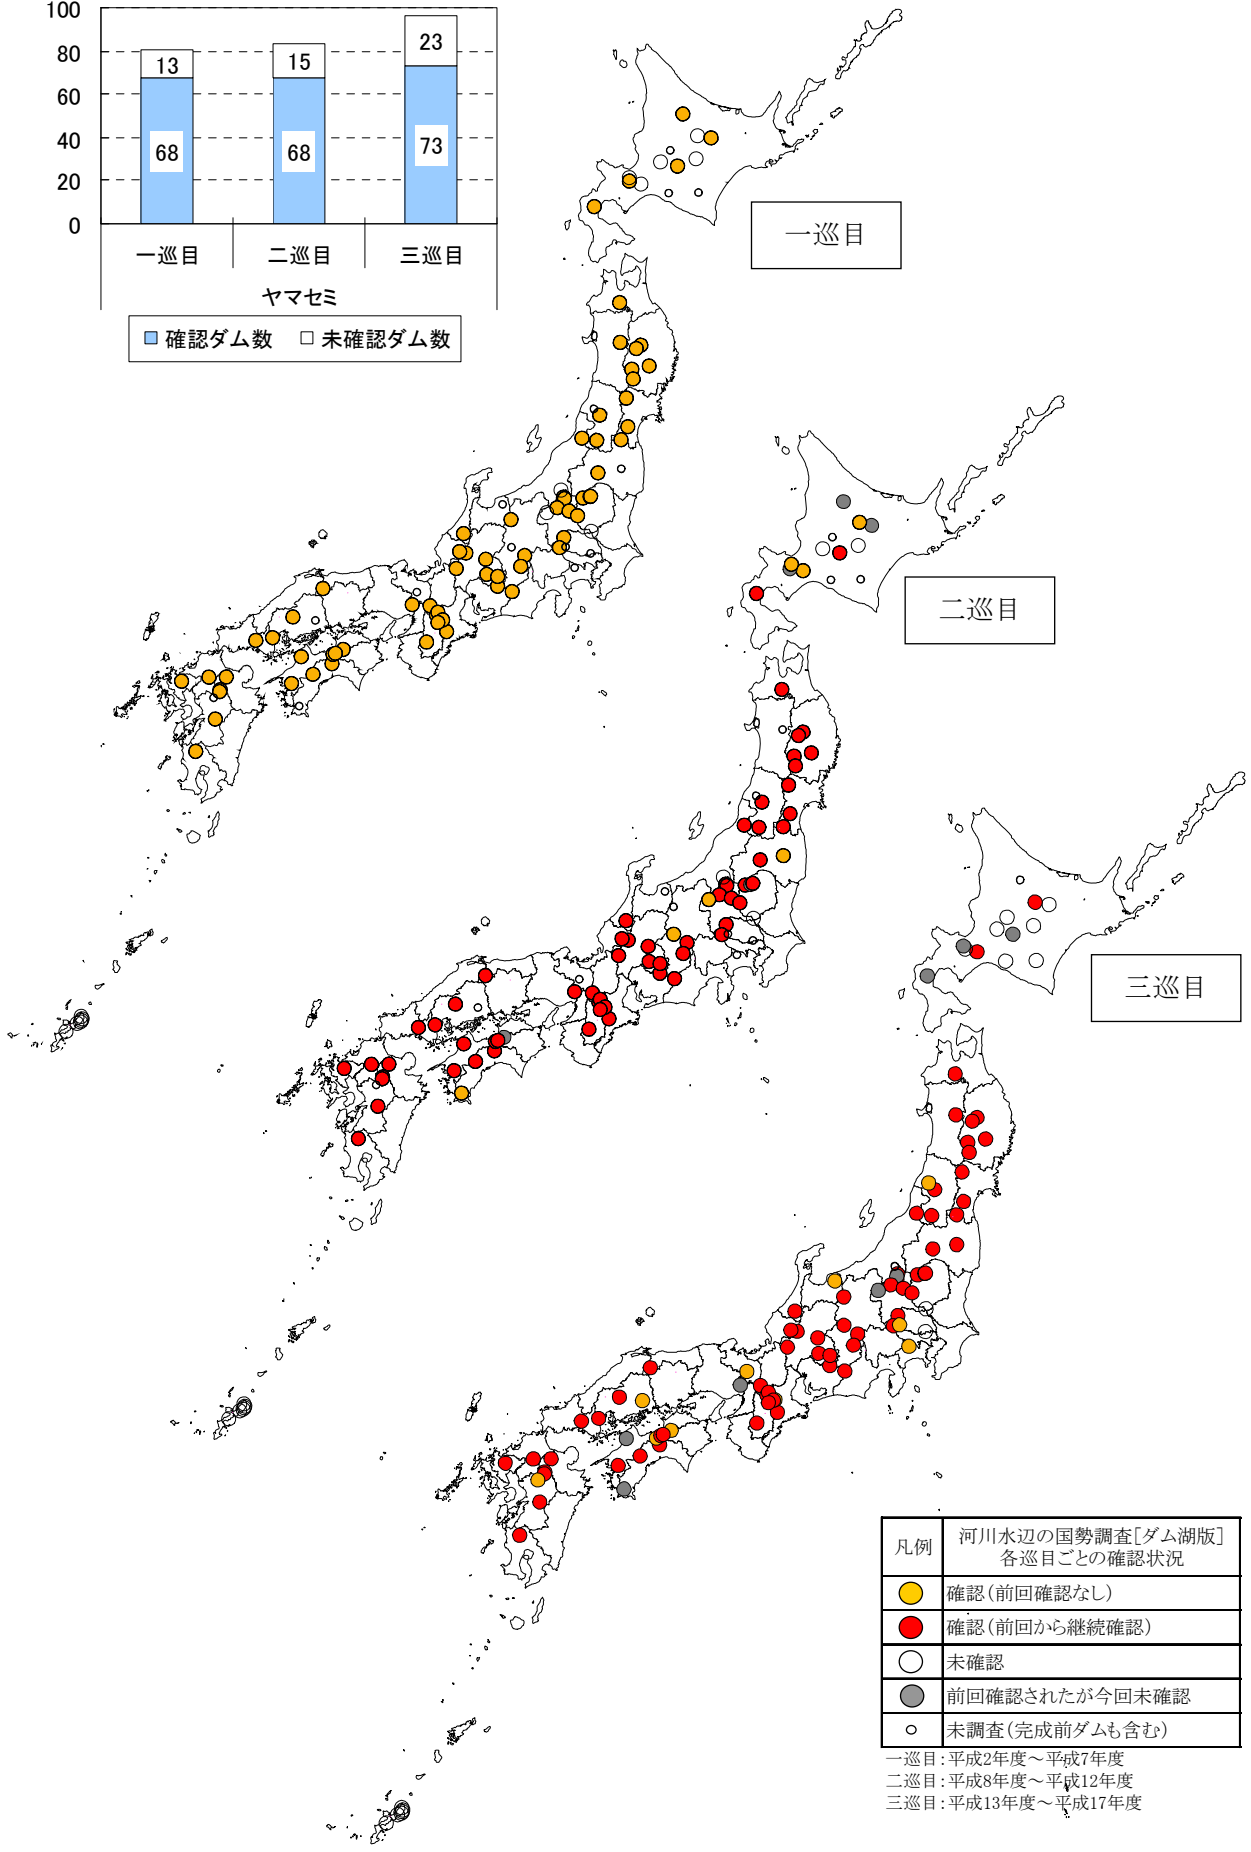 100
80
60
40
20
0
13
15
23
68
68
73
一巡目
二巡目
三巡目
ヤマセミ
確認ダム数
未確認ダム数
一巡目
二巡目
三巡目
凡例
河川水辺の国勢調査[ダム湖版]
各巡目ごとの確認状況
確認(前回確認なし)
確認(前回から継続確認)
未確認
前回確認されたが今回未確認
未調査(完成前ダムも含む)
一巡目:平成2年度~平成7年度
二巡目:平成8年度~平成12年度
三巡目:平成13年度~平成17年度